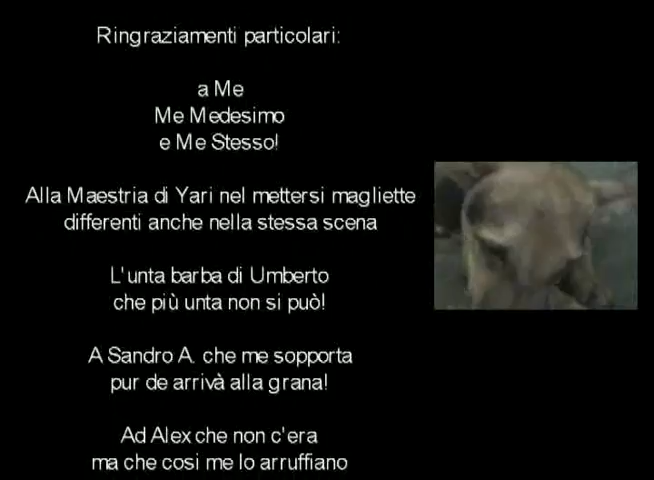 Ringraziamenti particolari:
a Me
Me Medesimo
e Me Stesso!
Alla Maestria di Yari nel mettersi magliette
differenti anche nella stessa scena
L'unta barba di Umberto
che più unta non si può!
A Sandro A. che me sopporta
pur de arrivà alla grana!
Ad Alex che non c'era
ma che cosi me lo arruffiano